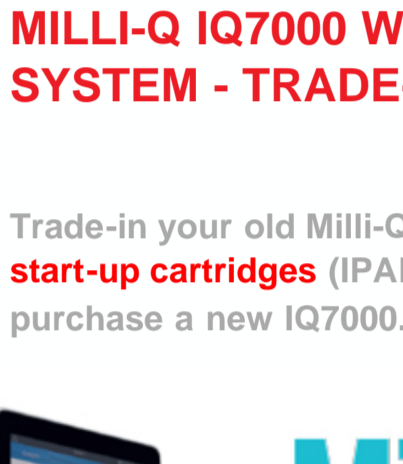 MILLI-Q IQ7000 W
SYSTEM - TRADE-
Trade-in your old Milli-Q
start-up cartridges (IPA
purchase a new IQ7000.